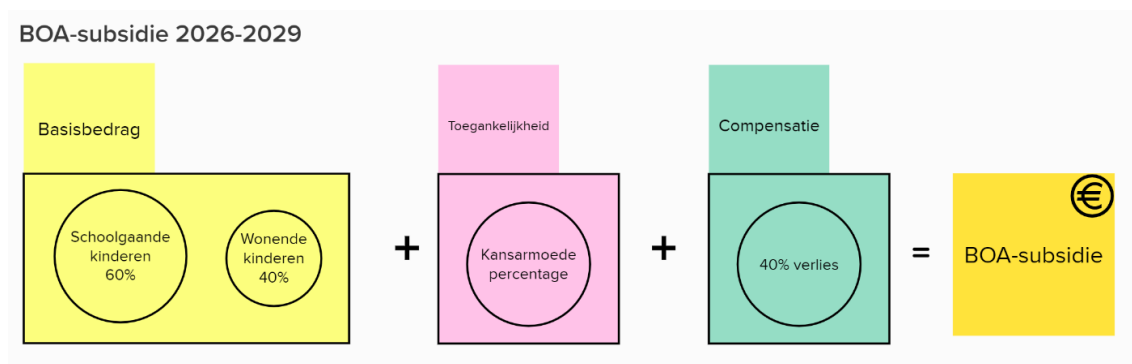 BOA-subsidie 2026-2029
Basisbedrag
Schoolgaande
kinderen
60%
Wonende
kinderen
40%
+
Toegankelijkheid
Kansarmoede
percentage
+
Compensatie
40% verlies
=
€
BOA-subsidie